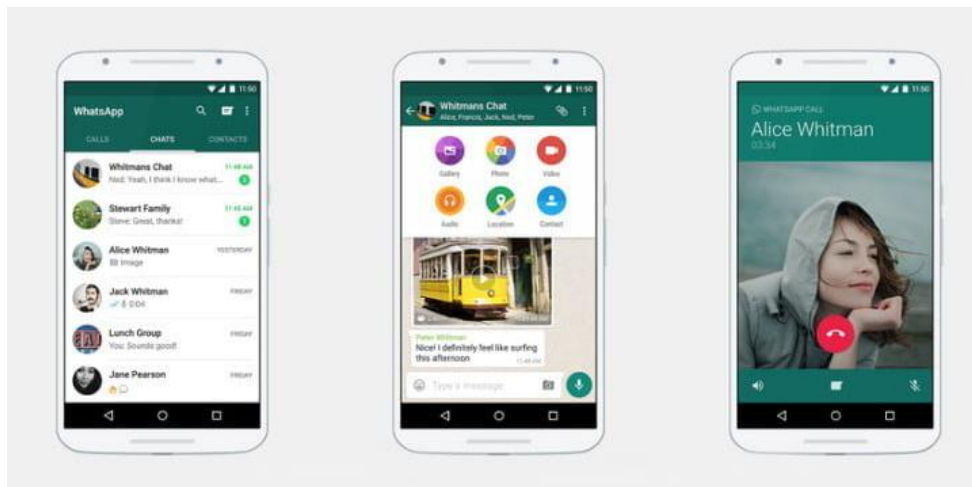 11:50
WhatsApp
CALLS CHATS CONTACTS
Whitmans Chat 11:48 AM
Ned: Yeah, I think I know what...
Stewart Family
Steve: Great, thanks! 1
Alice Whitman YESTERDAY
Image
Jack Whitman FRIDAY
0:04
Lunch Group FRIDAY
You: Sounds good!
Jane Pearson FRIDAY
11:50
Whitmans Chat
Alice, Francis, Jack, Ned, Peter
Gallery Photo Video
Audio Location Contact
Peter Whitman
Nice! I definitely feel like surfing
this afternoon 11:48 AM
Type a message
11:50
WHATSAPP CALL
Alice Whitman
03:34